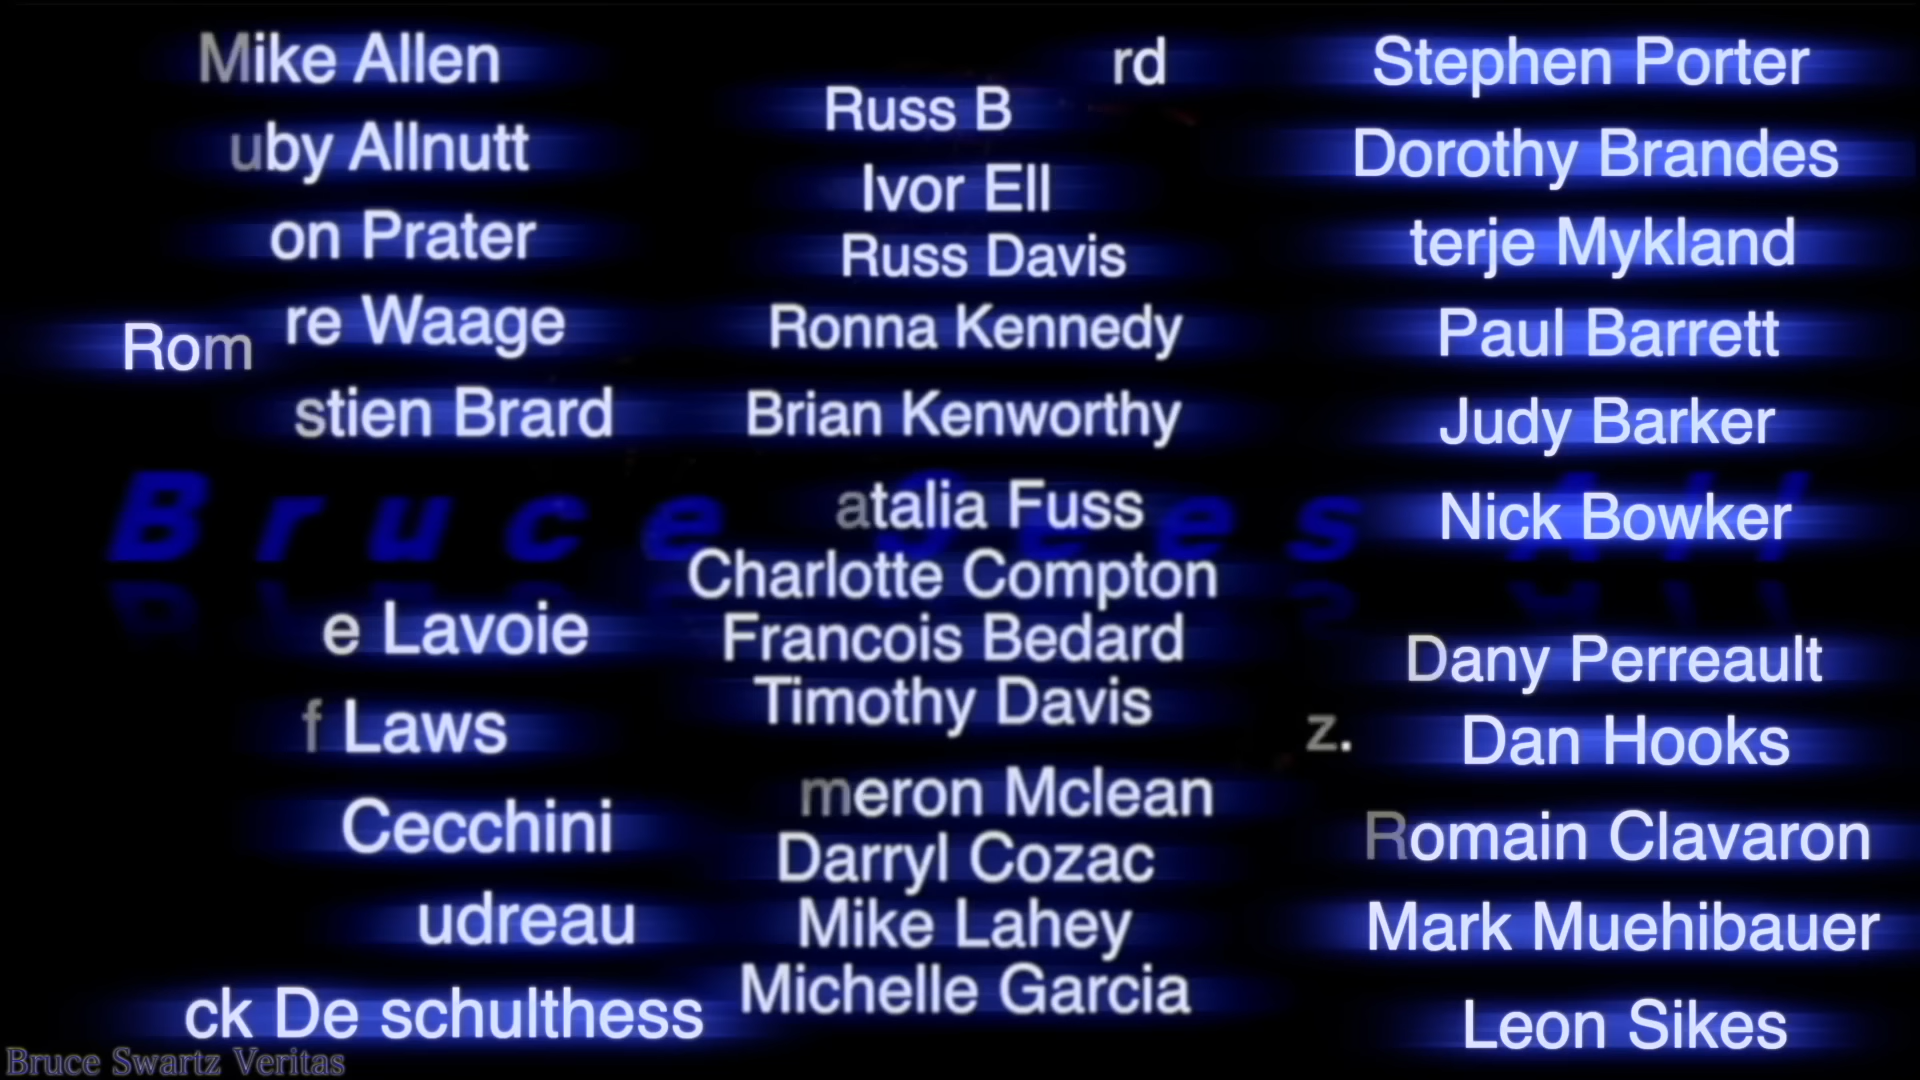 Mike Allen
uby Allnutt
on Prater
re Waage
Rom
stien Brard
e Lavoie
f Laws
Cecchini
udreau
ck De schulthess
rd
Russ B
Ivor Ell
Russ Davis
Ronna Kennedy
Brian Kenworthy
atalia Fuss
Charlotte Compton
Francois Bedard
Timothy Davis
meron Mclean
Darryl Cozac
Mike Lahey
Michelle Garcia
Stephen Porter
Dorothy Brandes
terje Mykland
Paul Barrett
Judy Barker
Nick Bowker
Dany Perreault
z.
Dan Hooks
Romain Clavaron
Mark Muehibauer
Leon Sikes
Bruce Sees All
Bruce Swartz Veritas